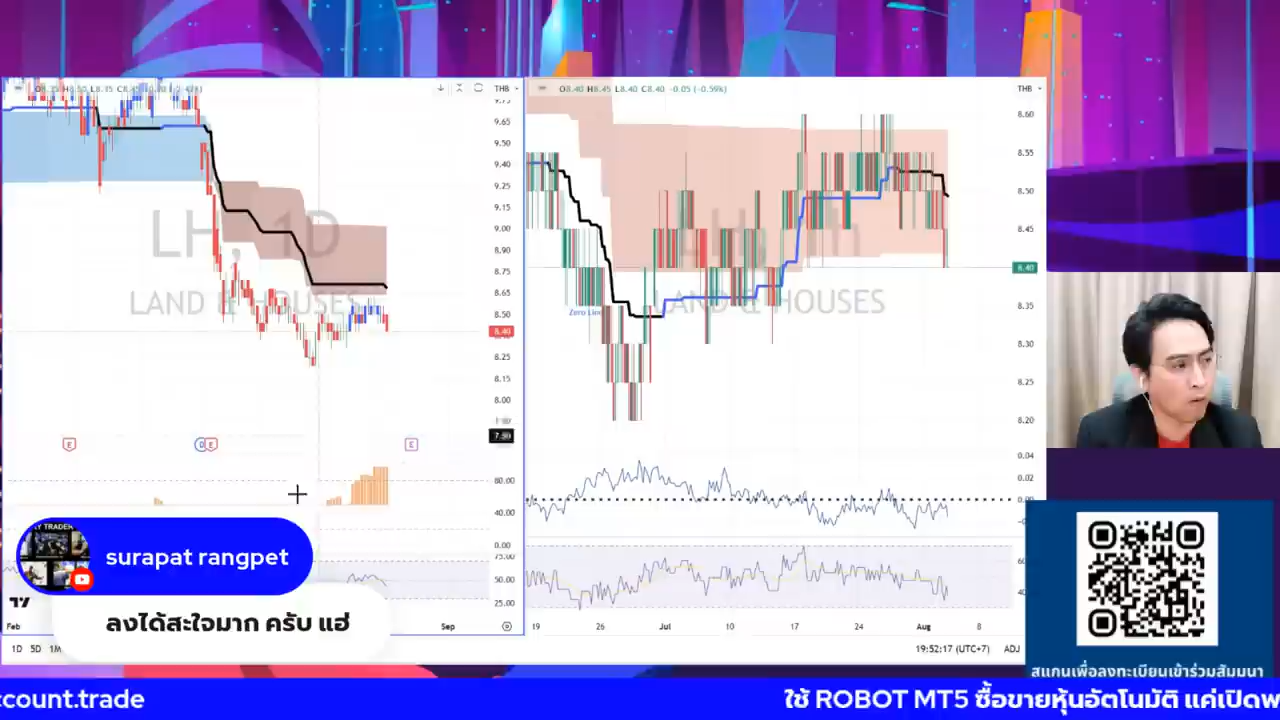 THB
9.65
9.50
9.40
9.25
9.15
9.00
8.90
8.75
8.65
8.50
8.40
8.25
8.15
8.00
7.90
LH, 1D
LAND & HOUSES
E
D
E
E
80.00
40.00
0.00
75.00
50.00
25.00
Feb
Sep
1D 5D 1M
O8.40 H8.45 L8.40 C8.40 -0.05 (-0.59%)
THB
8.60
8.55
8.50
8.45
8.40
8.35
8.30
8.25
8.20
0.04
0.02
LH, 1h
LAND & HOUSES
Zero Line
19 26 Jul 10 17 24 Aug 8
19:52:17 (UTC+7) ADJ
surapat rangpet
ลงได้สะใจมาก ครับ แฮ่
สแกนเพื่อลงทะเบียนเข้าร่วมสัมมนา
ccount.trade
ใช้ ROBOT MT5 ซื้อขายหุ้นอัตโนมัติ แค่เปิดพ